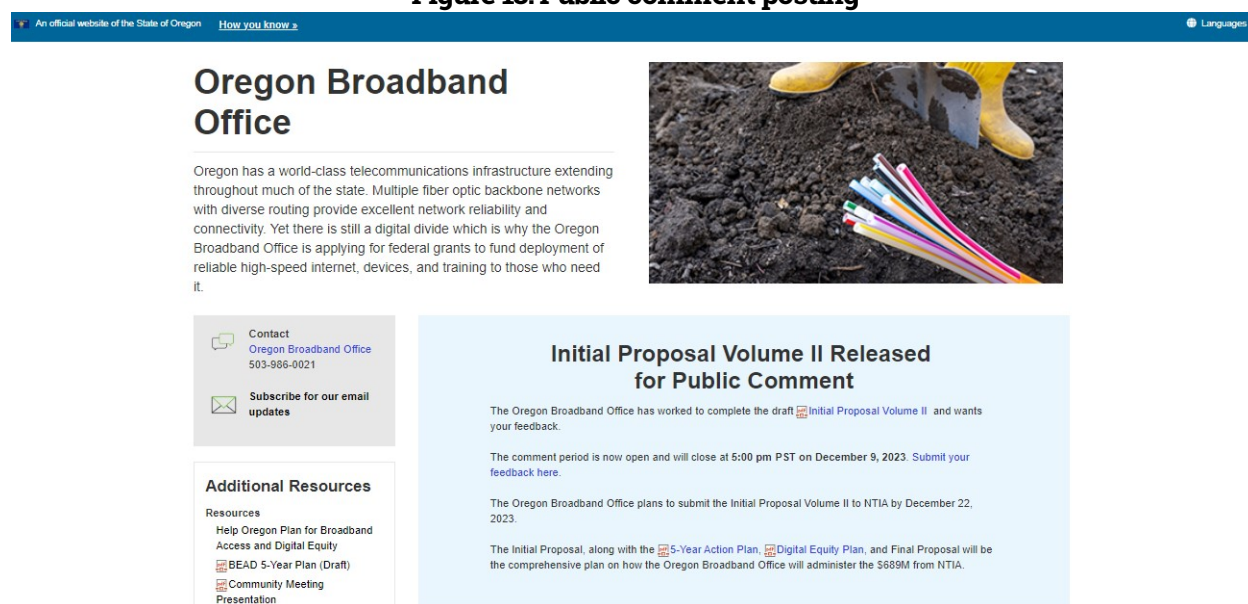 Figure 18. Public comment posting
An official website of the State of Oregon How you know »
Languages
Oregon Broadband
Office
Oregon has a world-class telecommunications infrastructure extending
throughout much of the state. Multiple fiber optic backbone networks
with diverse routing provide excellent network reliability and
connectivity. Yet there is still a digital divide which is why the Oregon
Broadband Office is applying for federal grants to fund deployment of
reliable high-speed internet, devices, and training to those who need
it.
Contact
Oregon Broadband Office
503-986-0021
Subscribe for our email
updates
Additional Resources
Resources
Help Oregon Plan for Broadband
Access and Digital Equity
BEAD 5-Year Plan (Draft)
Community Meeting
Presentation
Initial Proposal Volume II Released
for Public Comment
The Oregon Broadband Office has worked to complete the draft Initial Proposal Volume II and wants
your feedback.
The comment period is now open and will close at 5:00 pm PST on December 9, 2023. Submit your
feedback here.
The Oregon Broadband Office plans to submit the Initial Proposal Volume II to NTIA by December 22,
2023.
The Initial Proposal, along with the 5-Year Action Plan, Digital Equity Plan, and Final Proposal will be
the comprehensive plan on how the Oregon Broadband Office will administer the $689M from NTIA.